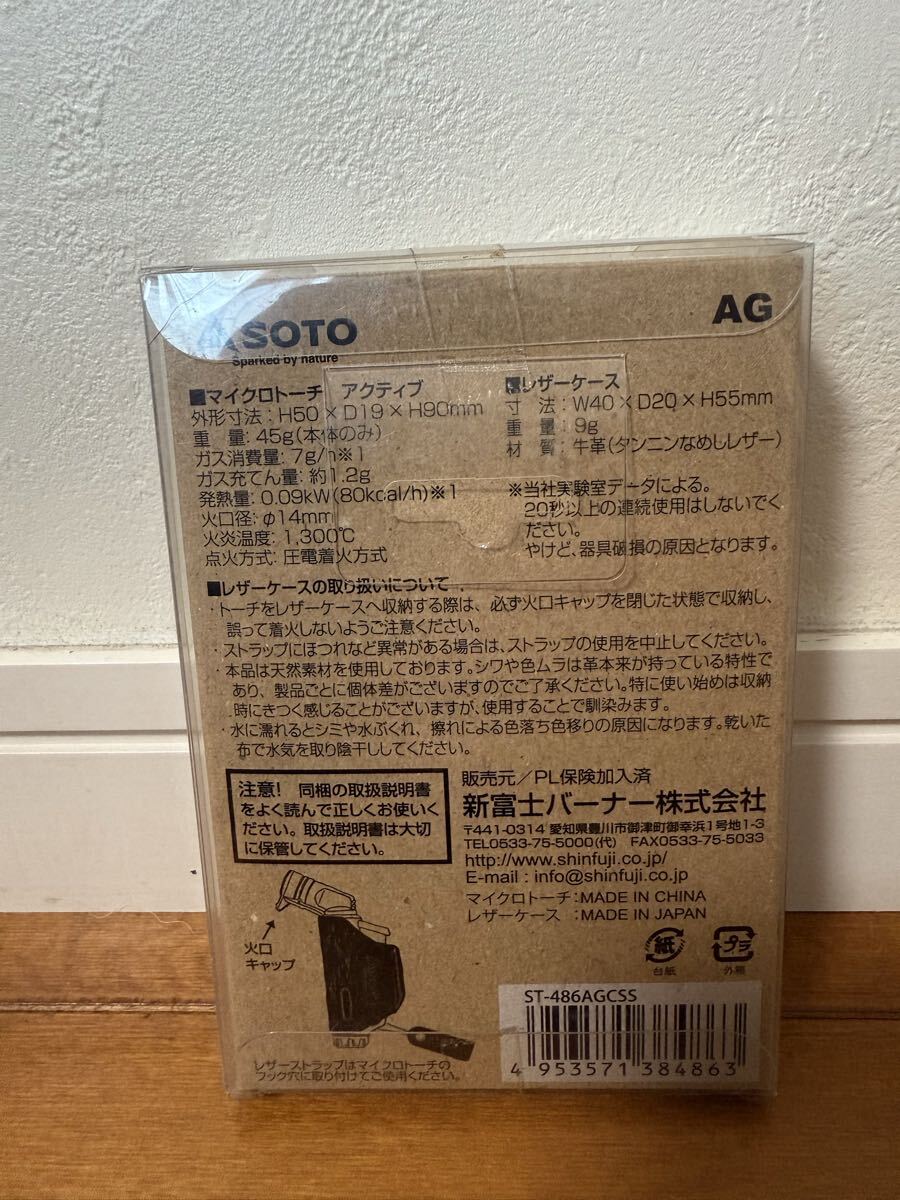 SOTO
AG
Sparked by nature
■マイクロトーチ アクティブ
外形寸法：H50×D19×H90mm
重 量：45g(本体のみ)
ガス消費量：7g/h※1
ガス充てん量：約1.2g
発熱量：0.09kW(80kcal/h)※1
火口径：φ14mm
火炎温度：1,300℃
点火方式：圧電着火方式
■レザーケース
寸 法：W40×D20×H55mm
重 量：9g
材 質：牛革(タンニンなめしレザー)
※当社実験室データによる。
20秒以上の連続使用はしないでく
ださい。
やけど、器具破損の原因となります。
■レザーケースの取り扱いについて
・トーチをレザーケースへ収納する際は、必ず火口キャップを閉じた状態で収納し、
誤って着火しないようご注意ください。
・ストラップにほつれなど異常がある場合は、ストラップの使用を中止してください。
・本品は天然素材を使用しております。シワや色ムラは革本来が持っている特性で
あり、製品ごとに個体差がございますのでご了承ください。特に使い始めは収納
時にきつく感じることがございますが、使用することで馴染みます。
・水に濡れるとシミや水ぶくれ、擦れによる色落ち色移りの原因になります。乾いた
布で水気を取り陰干ししてください。
注意! 同梱の取扱説明書
をよく読んで正しくお使いく
ださい。取扱説明書は大切
に保管してください。
販売元／PL保険加入済
新富士バーナー株式会社
〒441-0314 愛知県豊川市御津町御幸浜1号地1-3
TEL0533-75-5000(代) FAX0533-75-5033
http://www.shinfuji.co.jp/
E-mail：info@shinfuji.co.jp
マイクロトーチ：MADE IN CHINA
レザーケース：MADE IN JAPAN
火口
キャップ
紙
台紙
プラ
外箱
レザーストラップはマイクロトーチの
フック穴に取り付けてご使用ください。
ST-486AGCSS
4 953571 384863